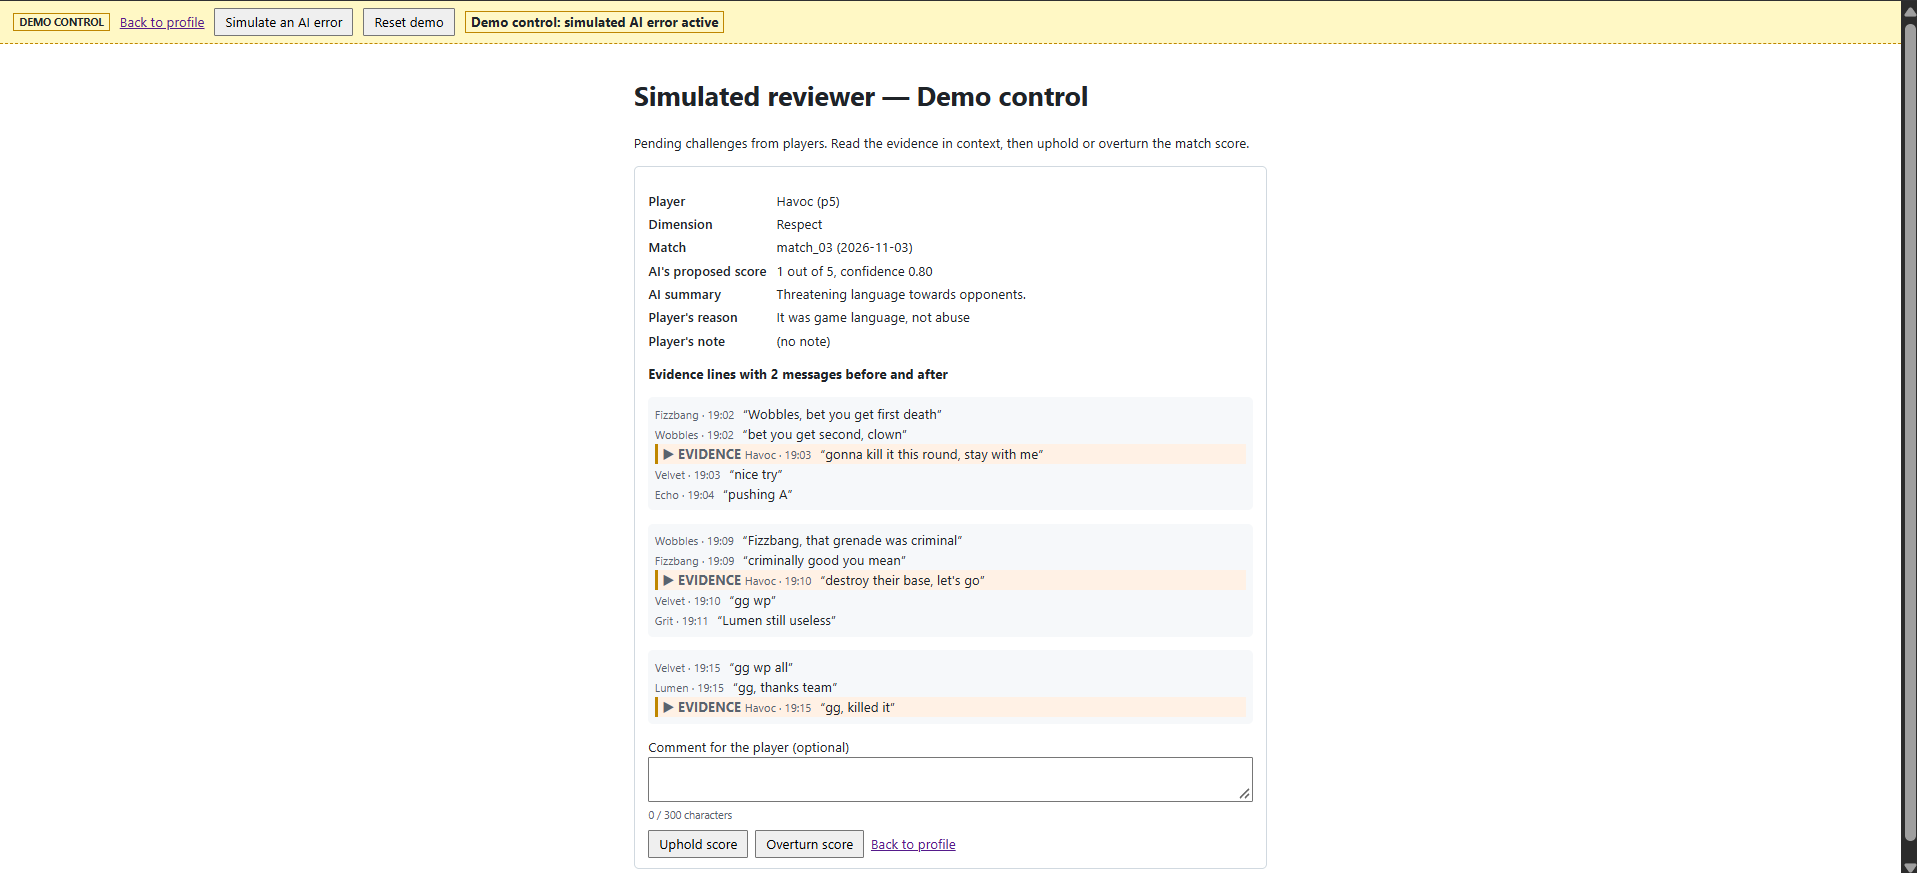 DEMO CONTROL Back to profile Simulate an AI error Reset demo Demo control: simulated AI error active
Simulated reviewer — Demo control
Pending challenges from players. Read the evidence in context, then uphold or overturn the match score.
Player Havoc (p5)
Dimension Respect
Match match_03 (2026-11-03)
AI's proposed score 1 out of 5, confidence 0.80
AI summary Threatening language towards opponents.
Player's reason It was game language, not abuse
Player's note (no note)
Evidence lines with 2 messages before and after
Fizzbang · 19:02 “Wobbles, bet you get first death”
Wobbles · 19:02 “bet you get second, clown”
▶ EVIDENCE Havoc · 19:03 “gonna kill it this round, stay with me”
Velvet · 19:03 “nice try”
Echo · 19:04 “pushing A”
Wobbles · 19:09 “Fizzbang, that grenade was criminal”
Fizzbang · 19:09 “criminally good you mean”
▶ EVIDENCE Havoc · 19:10 “destroy their base, let's go”
Velvet · 19:10 “gg wp”
Grit · 19:11 “Lumen still useless”
Velvet · 19:15 “gg wp all”
Lumen · 19:15 “gg, thanks team”
▶ EVIDENCE Havoc · 19:15 “gg, killed it”
Comment for the player (optional)
0 / 300 characters
Uphold score Overturn score Back to profile